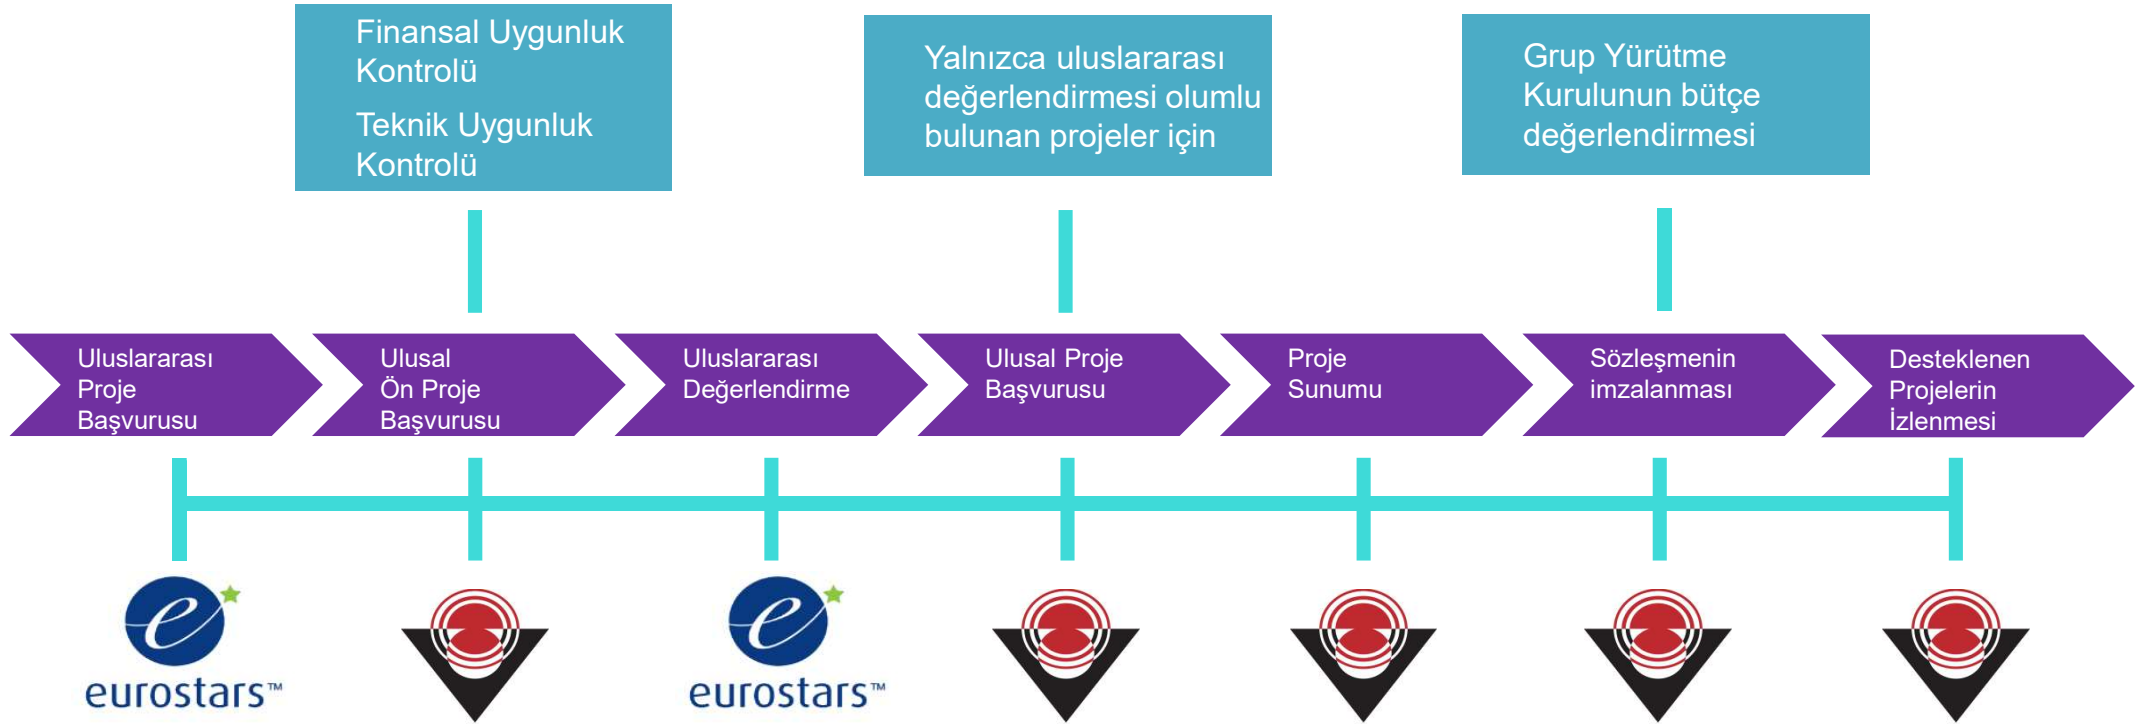 Finansal Uygunluk
Kontrolü
Teknik Uygunluk
Kontrolü
Yalnızca uluslararası
değerlendirmesi olumlu
bulunan projeler için
Grup Yürütme
Kurulunun bütçe
değerlendirmesi
Uluslararası
Proje
Başvurusu
Ulusal
Ön Proje
Başvurusu
Uluslararası
Değerlendirme
Ulusal Proje
Başvurusu
Proje
Sunumu
Sözleşmenin
imzalanması
Desteklenen
Projelerin
İzlenmesi
e
eurostars™
e
eurostars™